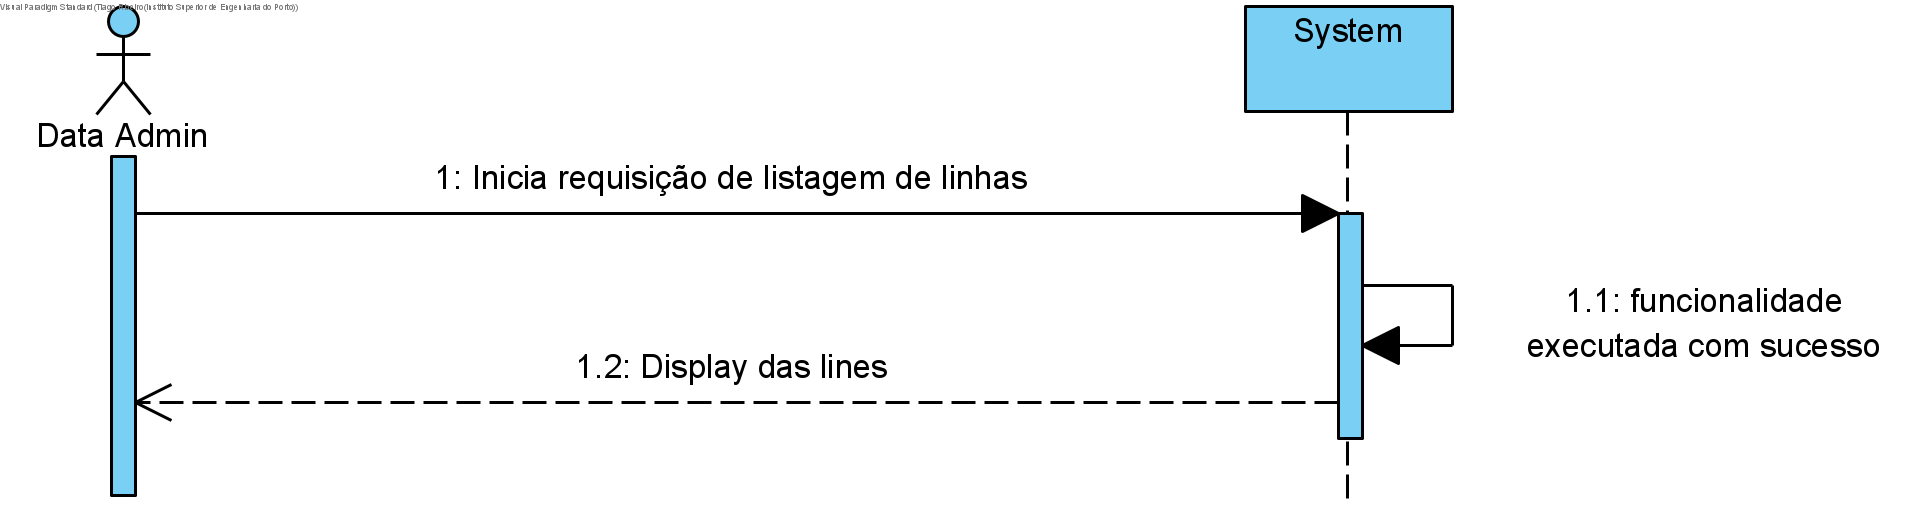 Visual Paradigm Standard (Tiago Ribeiro(Instituto Superior de Engenharia do Porto))
System
Data Admin
1: Inicia requisição de listagem de linhas
1.1: funcionalidade
executada com sucesso
1.2: Display das lines